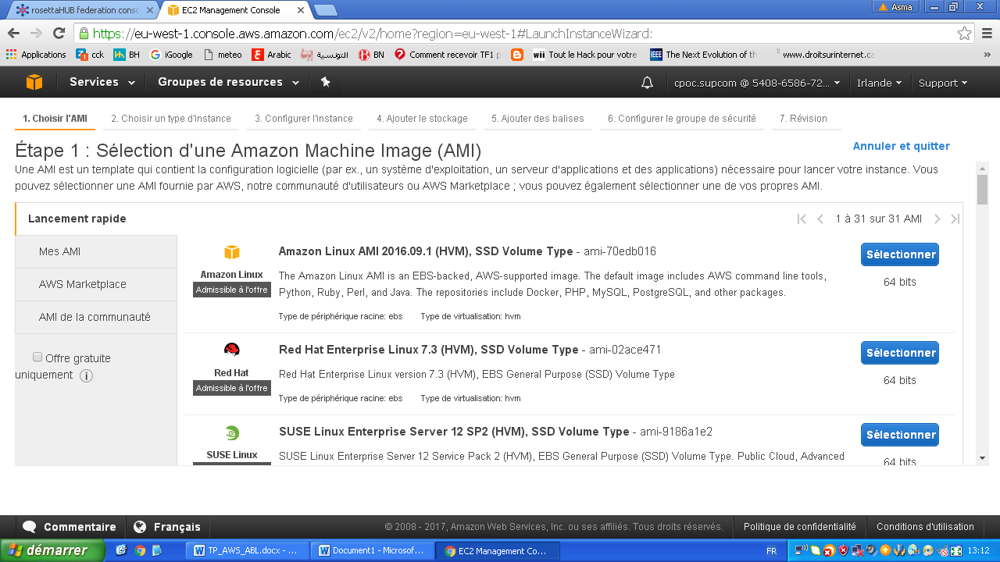 rosettaHUB federation conso
EC2 Management Console
Asma
https://eu-west-1.console.aws.amazon.com/ec2/v2/home?region=eu-west-1#LaunchInstanceWizard:
Applications
cck
BH
iGoogle
meteo
Arabic
التونسية
BN
Comment recevoir TF1 p
Tout le Hack pour votre
The Next Evolution of th
www.droitsurinternet.ca
»
Services
Groupes de resources
cpoc.supcom @ 5408-6586-72...
Irlande
Support
1. Choisir l'AMI
2. Choisir un type d'instance
3. Configurer l'instance
4. Ajouter le stockage
5. Ajouter des balises
6. Configurer le groupe de sécurité
7. Révision
Étape 1 : Sélection d'une Amazon Machine Image (AMI)
Annuler et quitter
Une AMI est un template qui contient la configuration logicielle (par ex., un système d'exploitation, un serveur d'applications et des applications) nécessaire pour lancer votre instance. Vous
pouvez sélectionner une AMI fournie par AWS, notre communauté d'utilisateurs ou AWS Marketplace ; vous pouvez également sélectionner une de vos propres AMI.
Lancement rapide
1 à 31 sur 31 AMI
Mes AMI
AWS Marketplace
AMI de la communauté
Offre gratuite
uniquement
Amazon Linux
Admissible à l'offre
Amazon Linux AMI 2016.09.1 (HVM), SSD Volume Type - ami-70edb016
The Amazon Linux AMI is an EBS-backed, AWS-supported image. The default image includes AWS command line tools,
Python, Ruby, Perl, and Java. The repositories include Docker, PHP, MySQL, PostgreSQL, and other packages.
Type de périphérique racine: ebs Type de virtualisation: hvm
Sélectionner
64 bits
Red Hat
Admissible à l'offre
Red Hat Enterprise Linux 7.3 (HVM), SSD Volume Type - ami-02ace471
Red Hat Enterprise Linux version 7.3 (HVM), EBS General Purpose (SSD) Volume Type
Type de périphérique racine: ebs Type de virtualisation: hvm
Sélectionner
64 bits
SUSE Linux
SUSE Linux Enterprise Server 12 SP2 (HVM), SSD Volume Type - ami-9186a1e2
SUSE Linux Enterprise Server 12 Service Pack 2 (HVM), EBS General Purpose (SSD) Volume Type. Public Cloud, Advanced
Sélectionner
64 bits
Commentaire
Français
© 2008 - 2017, Amazon Web Services, Inc. ou ses affiliés. Tous droits réservés.
Politique de confidentialité
Conditions d'utilisation
démarrer
TP_AWS_ABL.docx - ...
Document1 - Microsof...
EC2 Management Co...
FR
13:12